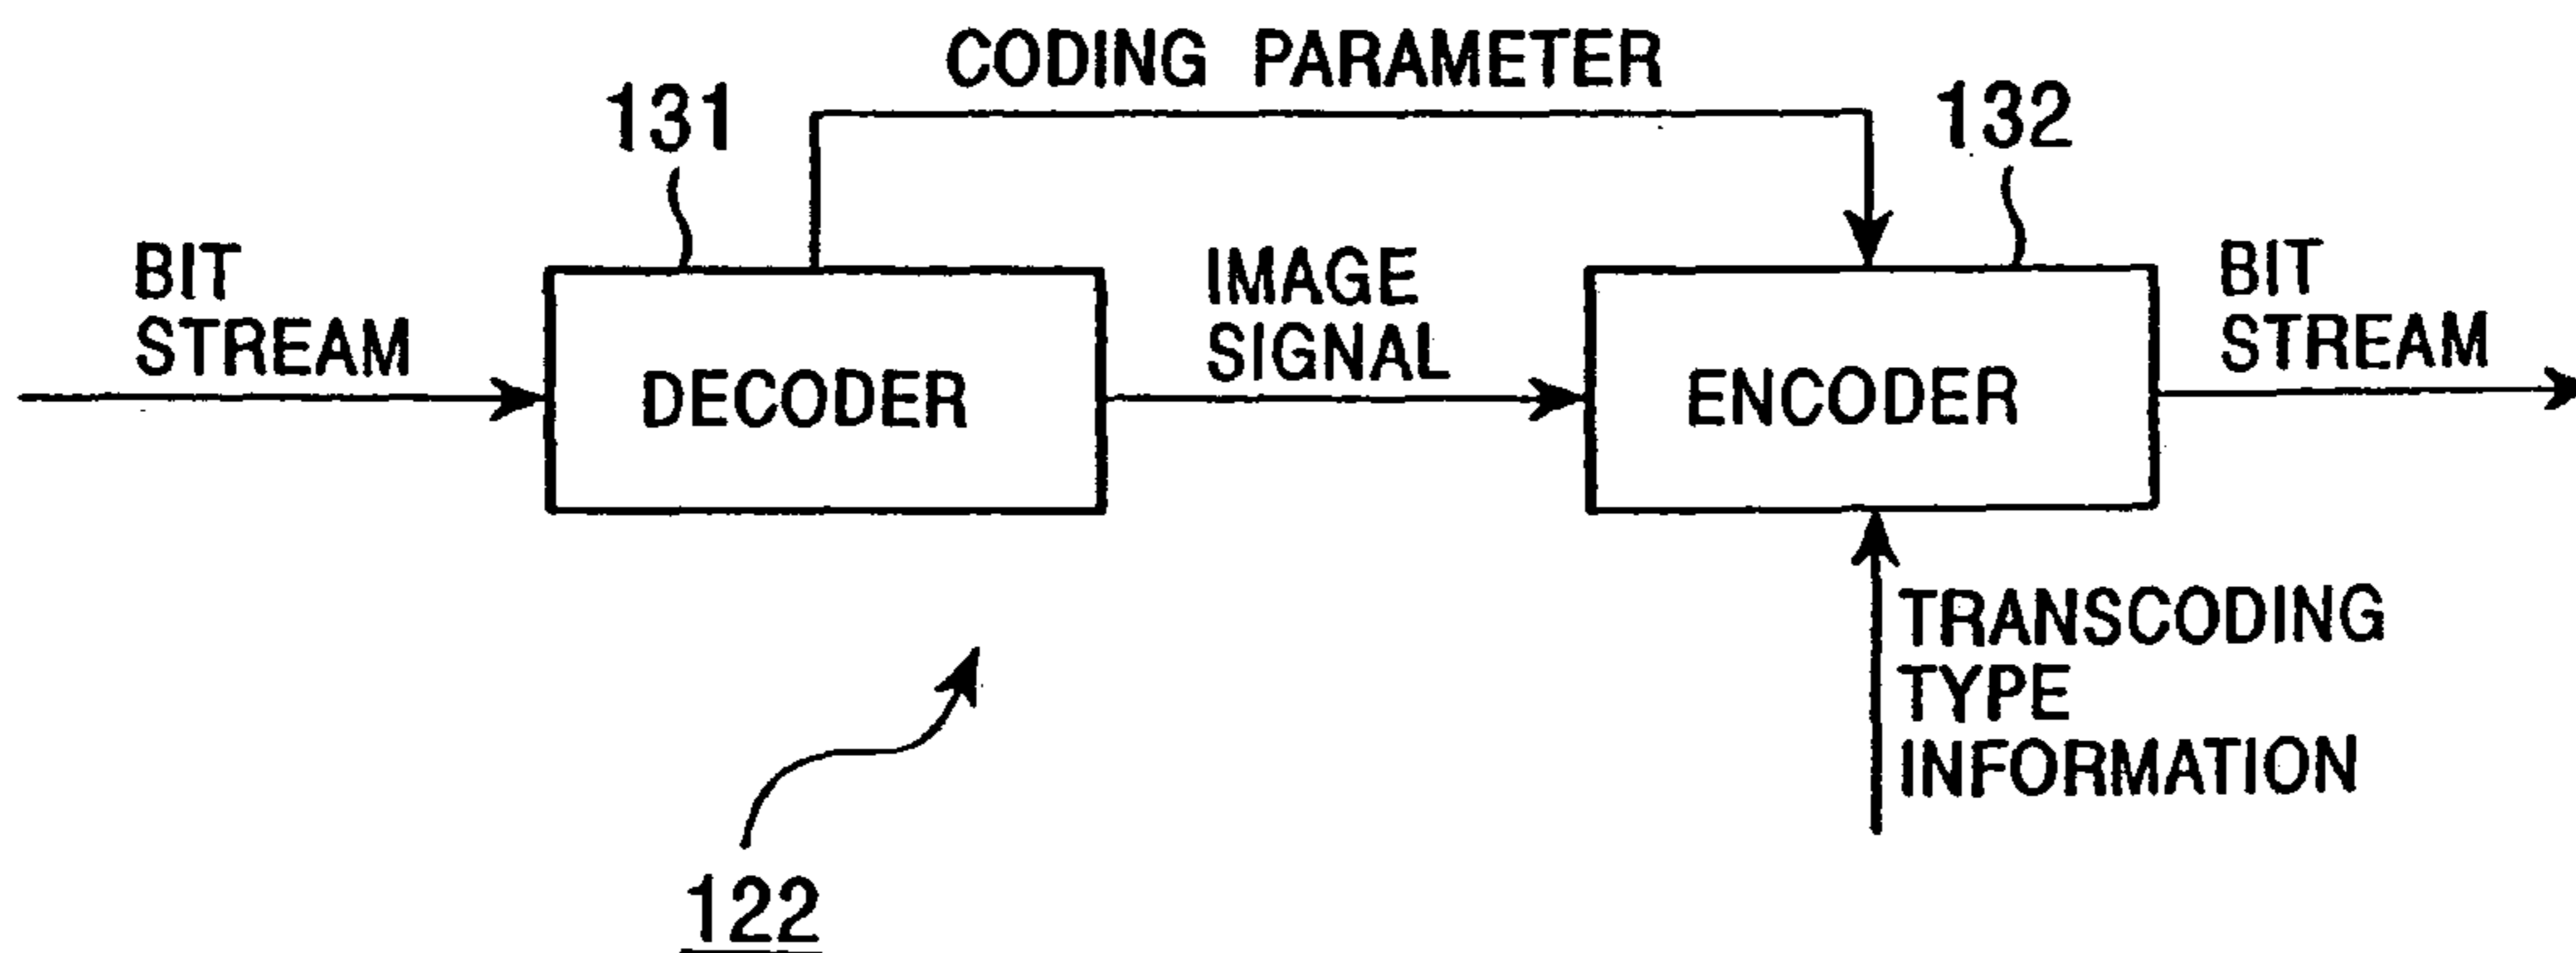 CODING PARAMETER
131
132
BIT
STREAM
DECODER
IMAGE
SIGNAL
ENCODER
BIT
STREAM
TRANSCODING
TYPE
INFORMATION
122